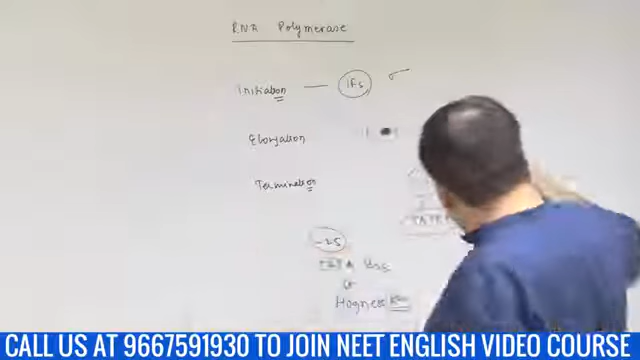 RNA Polymerase
Initiation — IFs σ
Elongation
Termination
-25
TATA Box
or
Hogness Box
CALL US AT 9667591930 TO JOIN NEET ENGLISH VIDEO COURSE